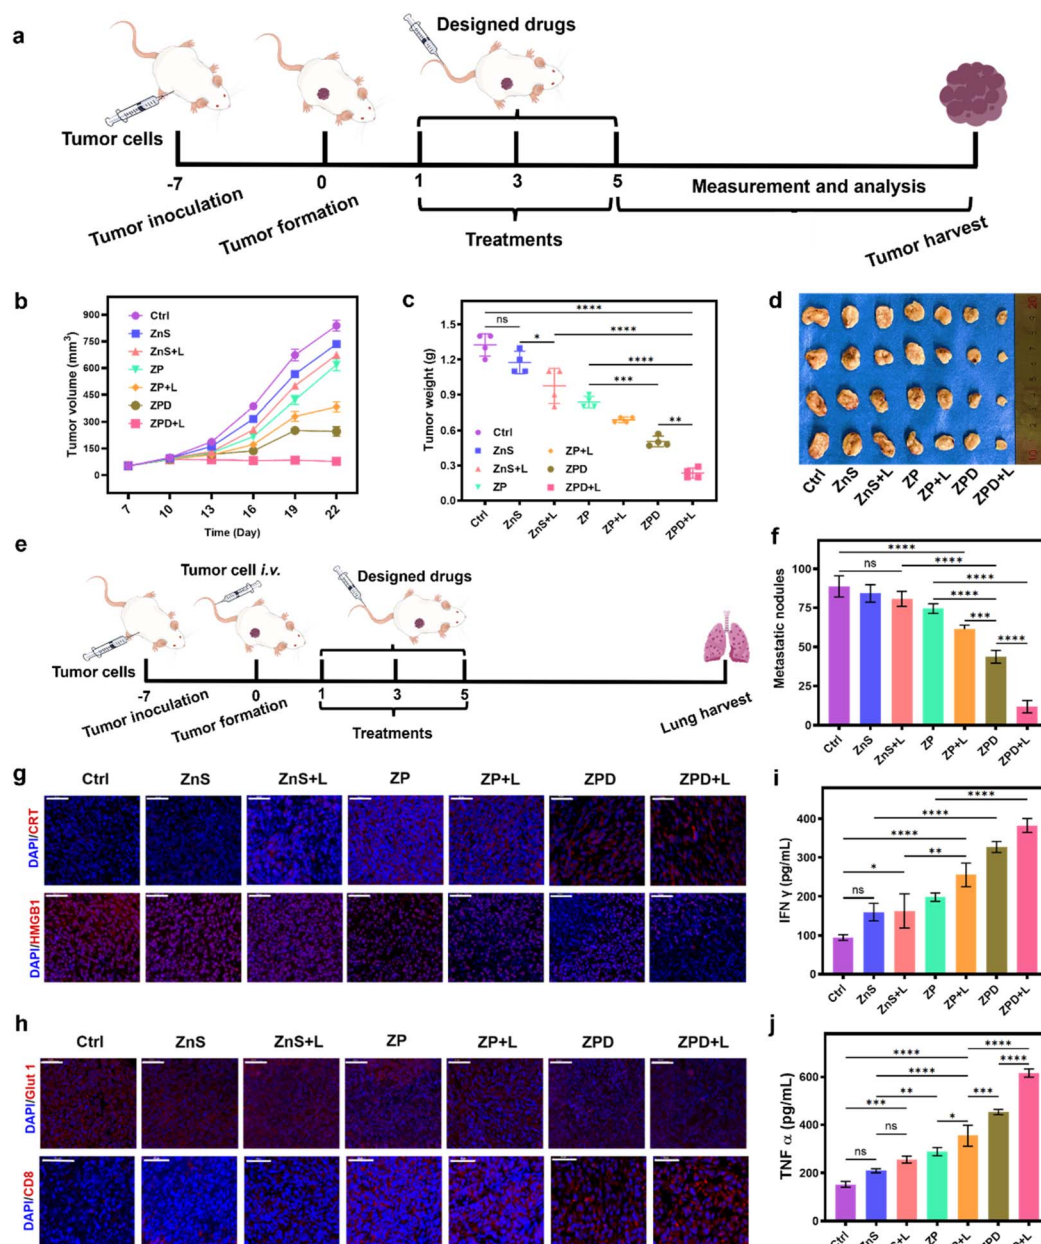 a
Designed drugs
Tumor cells
-7
0
1
3
5
Measurement and analysis
Tumor inoculation
Tumor formation
Treatments
Tumor harvest
b
Tumor volume (mm³)
900
750
600
450
300
150
0
Ctrl
ZnS
ZnS+L
ZP
ZP+L
ZPD
ZPD+L
7
10
13
16
19
22
Time (Day)
c
Tumor weight (g)
1.5
1.2
0.9
0.6
0.3
0.0
****
ns
*
****
****
***
**
Ctrl
ZnS
ZnS+L
ZP
ZP+L
ZPD
ZPD+L
Ctrl
ZnS
ZnS+L
ZP
ZP+L
ZPD
ZPD+L
d
Ctrl
ZnS
ZnS+L
ZP
ZP+L
ZPD
ZPD+L
e
Tumor cell i.v.
Designed drugs
Tumor cells
-7
0
1
3
5
Tumor inoculation
Tumor formation
Treatments
Lung harvest
f
Metastatic nodules
100
75
50
25
0
****
ns
****
****
****
***
****
Ctrl
ZnS
ZnS+L
ZP
ZP+L
ZPD
ZPD+L
g
Ctrl
ZnS
ZnS+L
ZP
ZP+L
ZPD
ZPD+L
DAPI/CRT
DAPI/HMGB1
h
Ctrl
ZnS
ZnS+L
ZP
ZP+L
ZPD
ZPD+L
DAPI/Glut 1
DAPI/CD8
i
IFN γ (pg/mL)
400
300
200
100
0
****
****
****
**
*
ns
Ctrl
ZnS
ZnS+L
ZP
ZP+L
ZPD
ZPD+L
j
TNF α (pg/mL)
600
400
200
0
****
****
****
****
**
***
***
*
ns
ns
Ctrl
ZnS